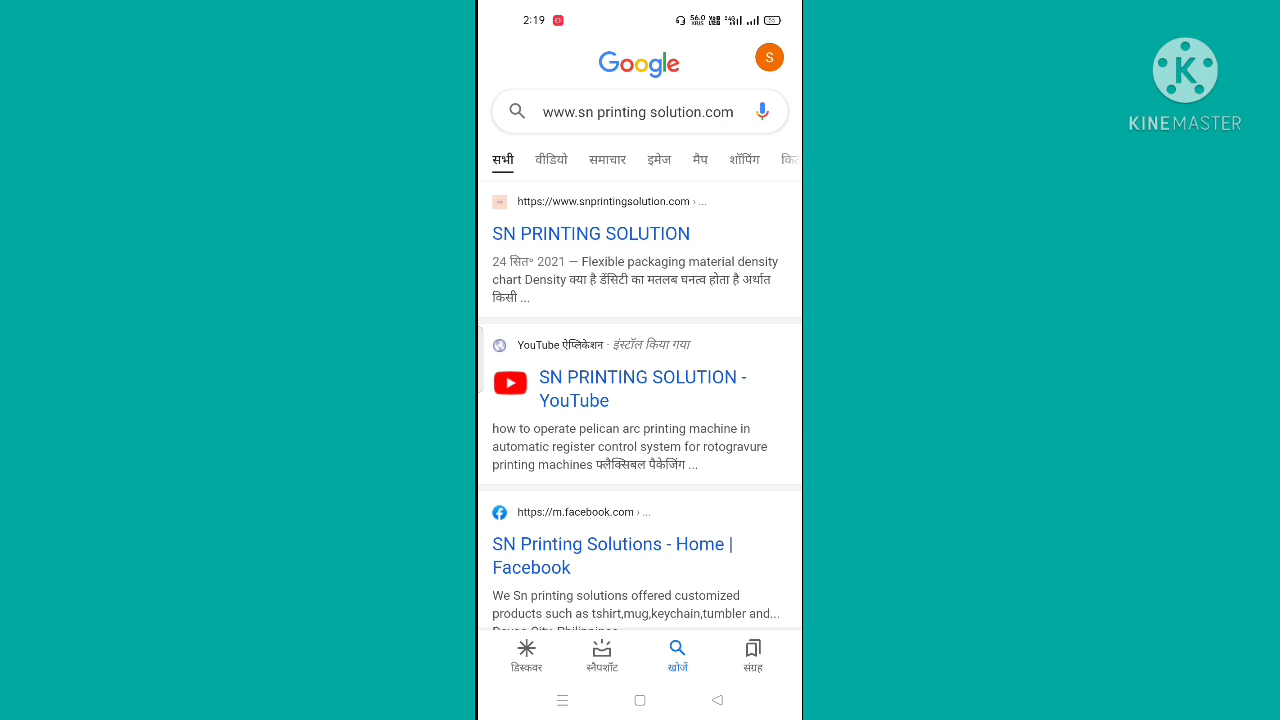 2:19
56.0 KB/S
Google
S
www.sn printing solution.com
K
KINEMASTER
सभी वीडियो समाचार इमेज मैप शॉपिंग
https://www.snprintingsolution.com › ...
SN PRINTING SOLUTION
24 सित॰ 2021 — Flexible packaging material density
chart Density क्या है डेंसिटी का मतलब घनत्व होता है अर्थात
किसी ...
YouTube ऐप्लिकेशन · इंस्टॉल किया गया
SN PRINTING SOLUTION -
YouTube
how to operate pelican arc printing machine in
automatic register control system for rotogravure
printing machines फ्लैक्सिबल पैकेजिंग ...
https://m.facebook.com › ...
SN Printing Solutions - Home |
Facebook
We Sn printing solutions offered customized
products such as tshirt,mug,keychain,tumbler and...
डिस्कवर स्नैपशॉट खोजें संग्रह